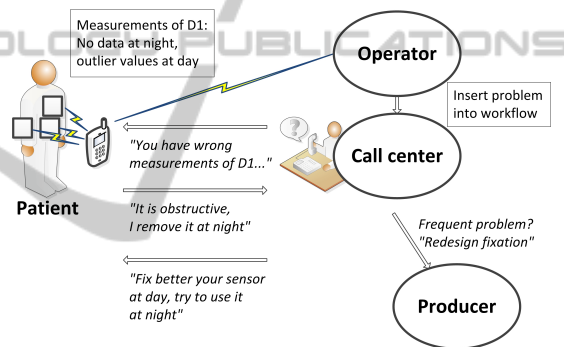 Measurements of D1:
No data at night,
outlier values at day
OLOGY PUBLICATIONS
Operator
Insert problem
into workflow
"You have wrong
measurements of D1..."
Call center
Patient
"It is obstructive,
I remove it at night"
Frequent problem?
"Redesign fixation"
"Fix better your sensor
at day, try to use it
at night"
Producer